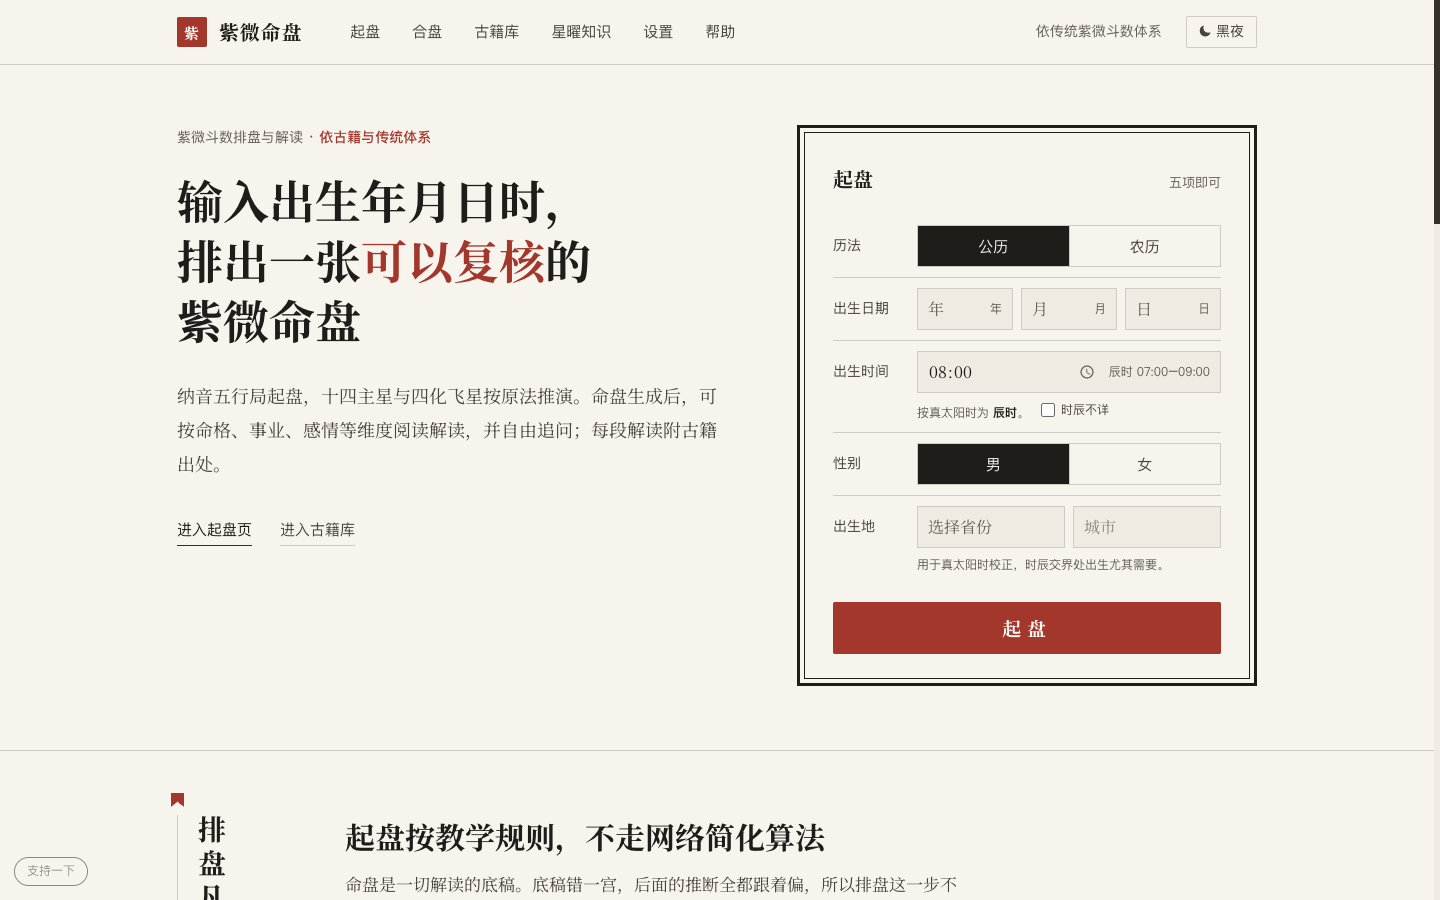 紫 紫微命盘 起盘 合盘 古籍库 星曜知识 设置 帮助 依传统紫微斗数体系 黑夜
紫微斗数排盘与解读 · 依古籍与传统体系
输入出生年月日时,
排出一张可以复核的
紫微命盘
纳音五行局起盘，十四主星与四化飞星按原法推演。命盘生成后，可
按命格、事业、感情等维度阅读解读，并自由追问；每段解读附古籍
出处。
进入起盘页 进入古籍库
起盘 五项即可
历法 公历 农历
出生日期 年 年 月 月 日 日
出生时间 08:00 辰时 07:00—09:00
按真太阳时为 辰时。 时辰不详
性别 男 女
出生地 选择省份 城市
用于真太阳时校正，时辰交界处出生尤其需要。
起盘
排
盘
起盘按教学规则，不走网络简化算法
命盘是一切解读的底稿。底稿错一宫，后面的推断全都跟着偏，所以排盘这一步不
支持一下